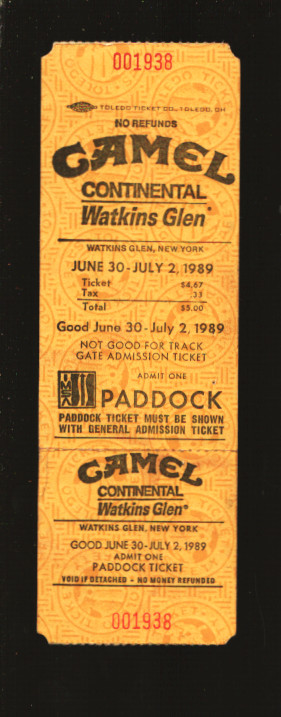 001938
TOLEDO TICKET CO., TOLEDO, OH
NO REFUNDS
CAMEL
CONTINENTAL
Watkins Glen®
WATKINS GLEN, NEW YORK
JUNE 30 - JULY 2, 1989
Ticket $4.67
Tax .33
Total $5.00
Good June 30 - July 2, 1989
NOT GOOD FOR TRACK
GATE ADMISSION TICKET
ADMIT ONE
IMSA PADDOCK
PADDOCK TICKET MUST BE SHOWN
WITH GENERAL ADMISSION TICKET
CAMEL
CONTINENTAL
Watkins Glen®
WATKINS GLEN, NEW YORK
GOOD JUNE 30-JULY 2, 1989
ADMIT ONE
PADDOCK TICKET
VOID IF DETACHED - NO MONEY REFUNDED
001938